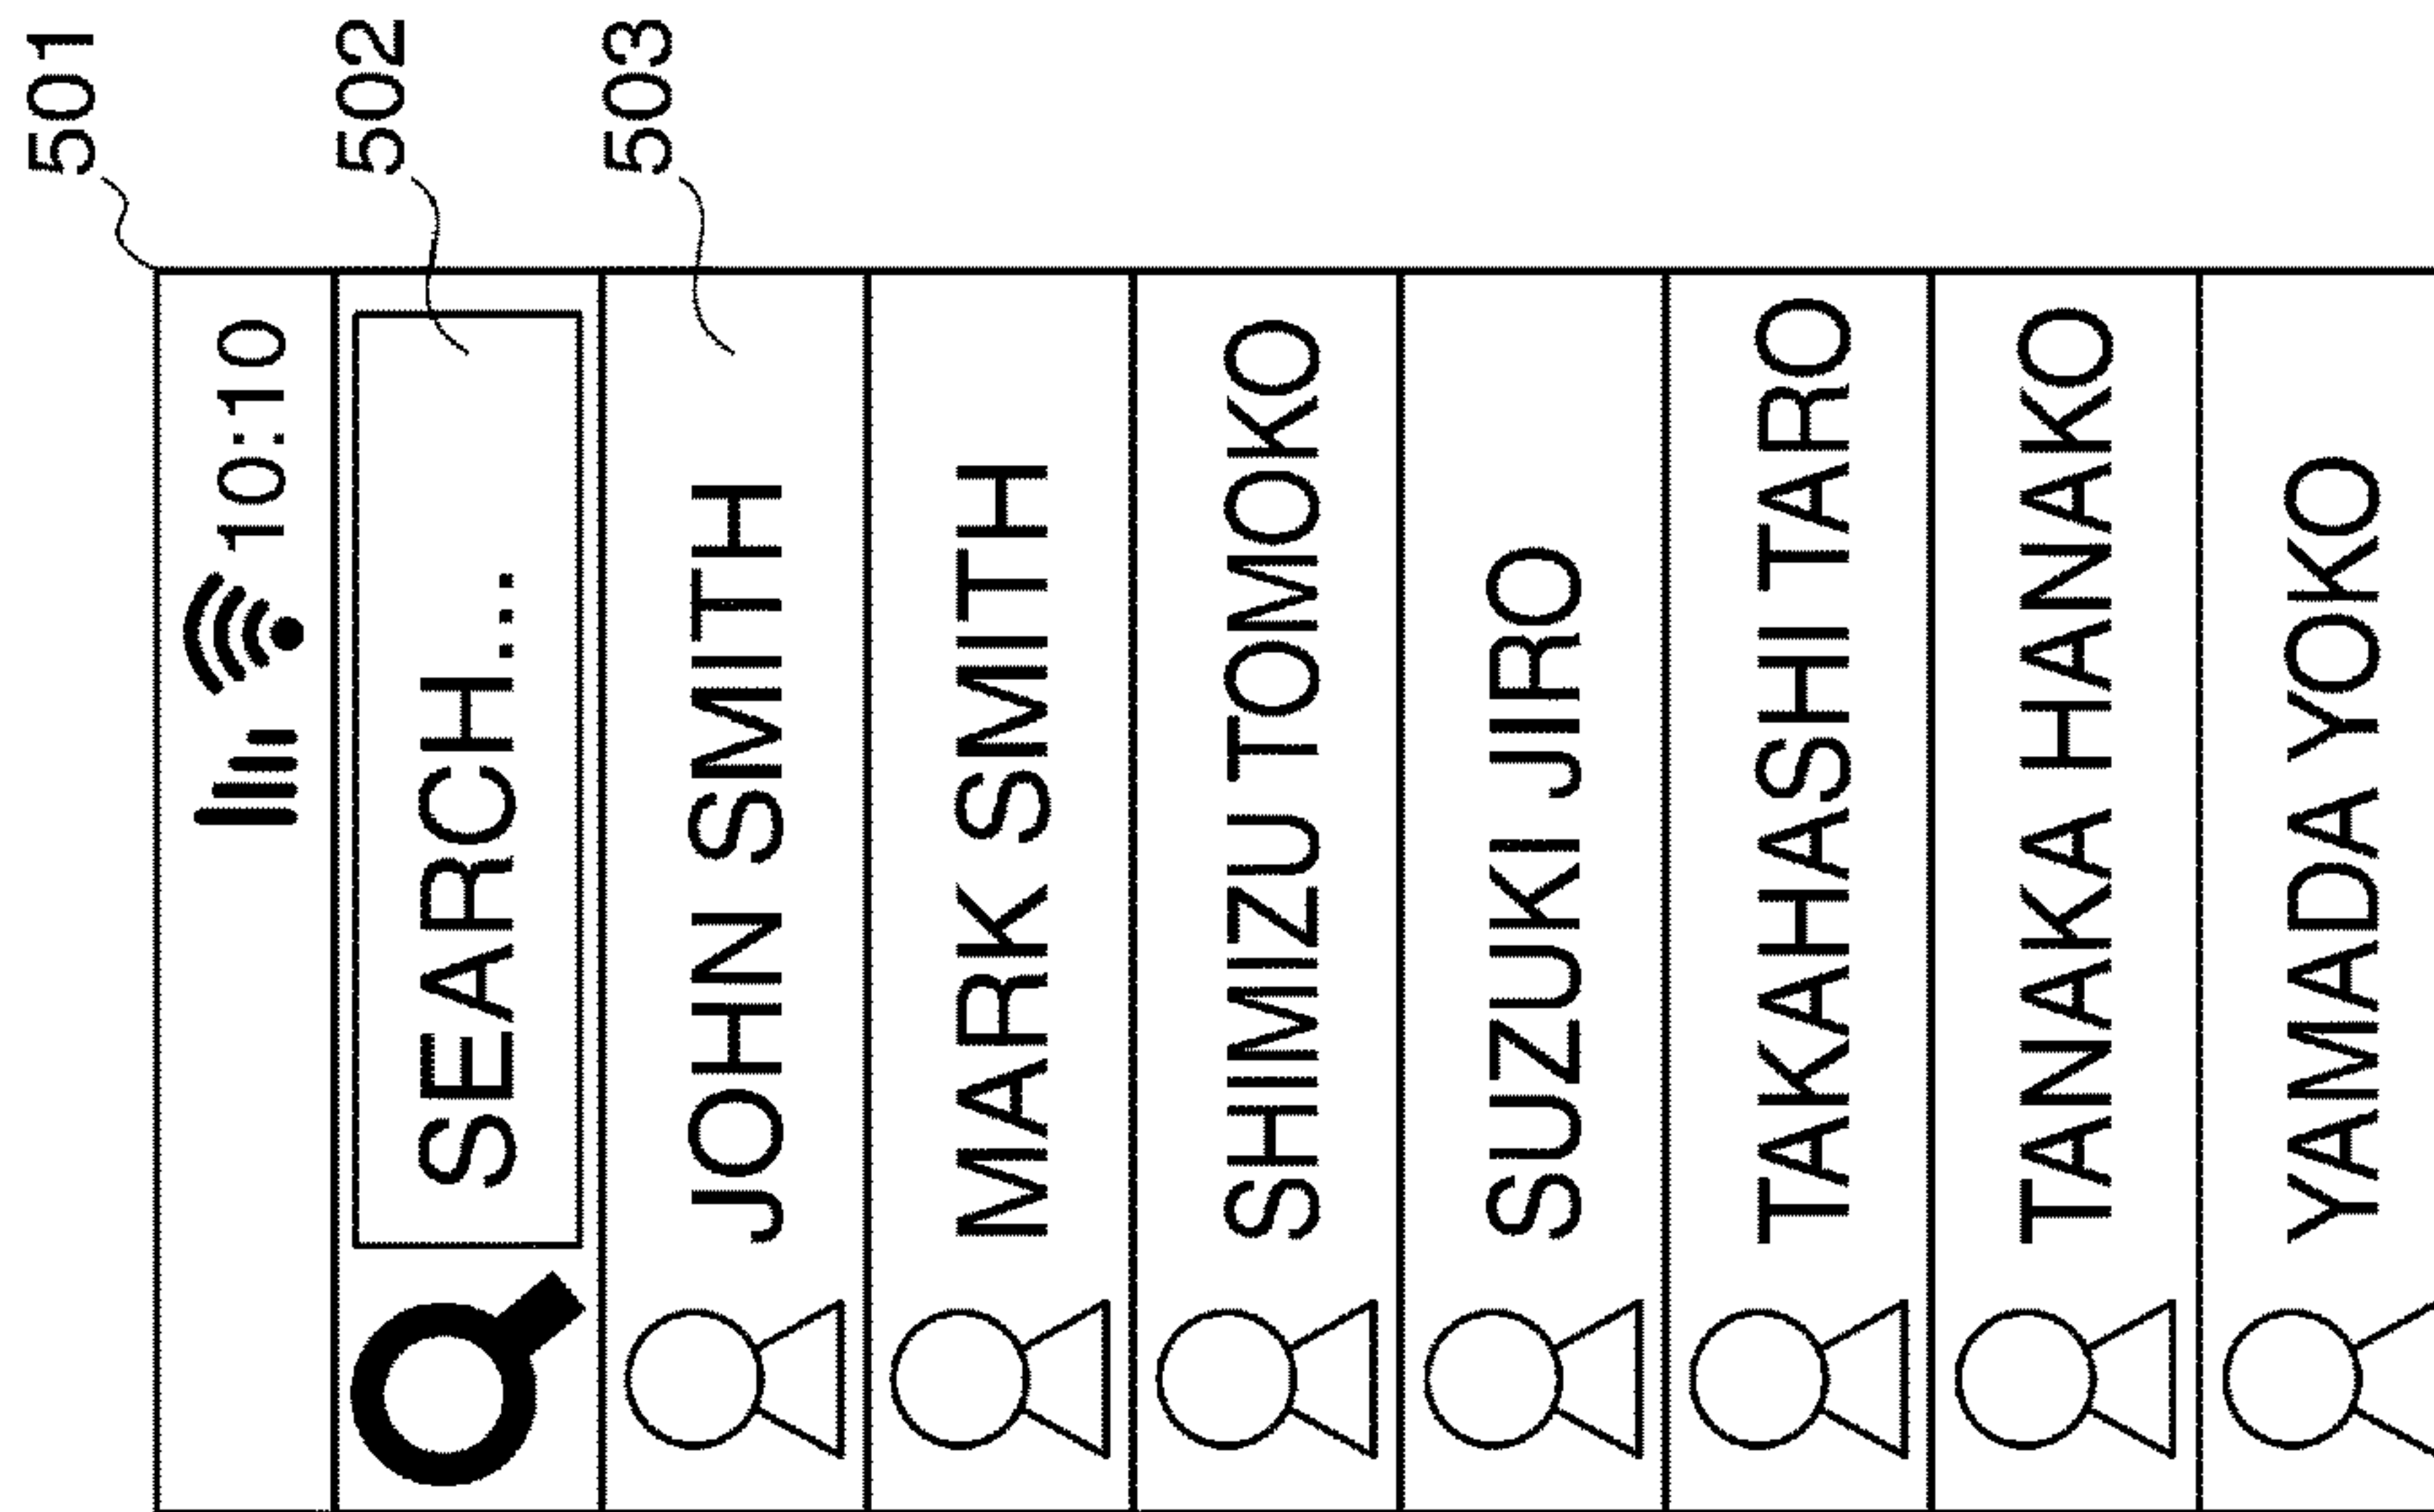 501
10:10
502
SEARCH...
503
JOHN SMITH
MARK SMITH
SHIMIZU TOMOKO
SUZUKI JIRO
TAKAHASHI TARO
TANAKA HANAKO
YAMADA YOKO